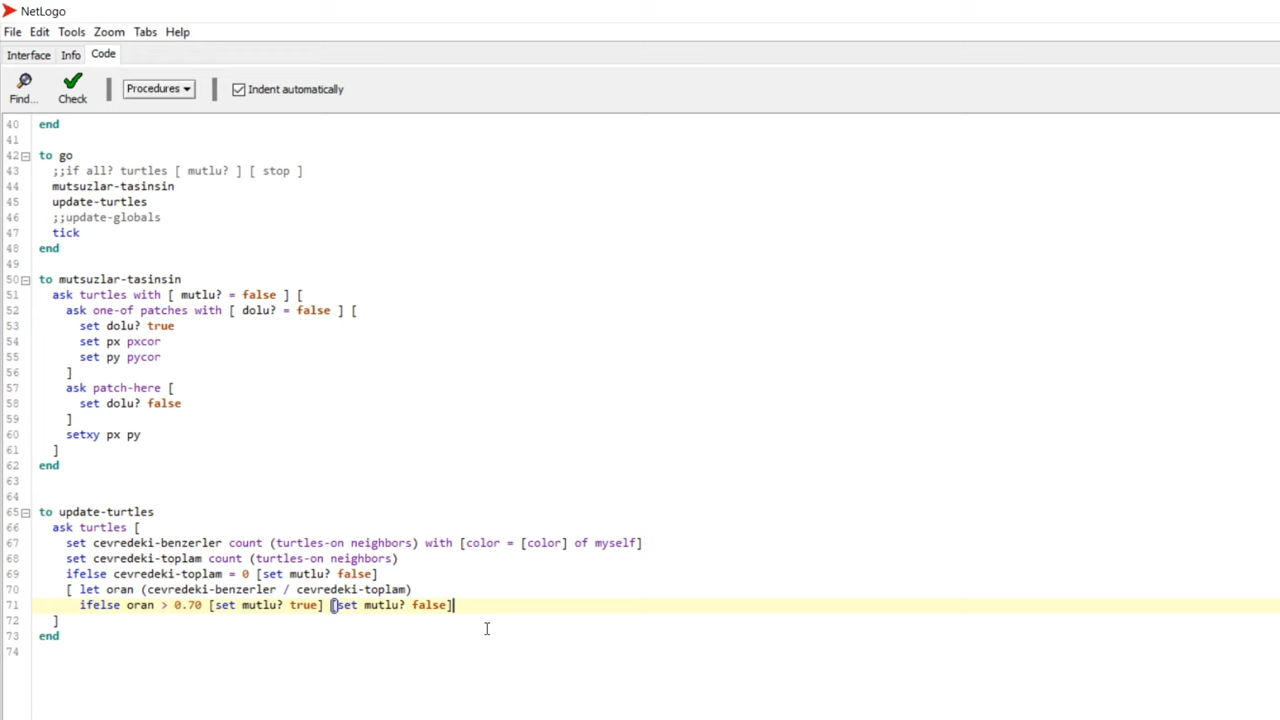 NetLogo
File Edit Tools Zoom Tabs Help
Interface Info Code
Find... Check Procedures Indent automatically
40 end
41
42 to go
43 ;;if all? turtles [ mutlu? ] [ stop ]
44 mutsuzlar-tasinsin
45 update-turtles
46 ;;update-globals
47 tick
48 end
49
50 to mutsuzlar-tasinsin
51 ask turtles with [ mutlu? = false ] [
52 ask one-of patches with [ dolu? = false ] [
53 set dolu? true
54 set px pxcor
55 set py pycor
56 ]
57 ask patch-here [
58 set dolu? false
59 ]
60 setxy px py
61 ]
62 end
63
64
65 to update-turtles
66 ask turtles [
67 set cevredeki-benzerler count (turtles-on neighbors) with [color = [color] of myself]
68 set cevredeki-toplam count (turtles-on neighbors)
69 ifelse cevredeki-toplam = 0 [set mutlu? false]
70 [ let oran (cevredeki-benzerler / cevredeki-toplam)
71 ifelse oran > 0.70 [set mutlu? true] [set mutlu? false]
72 ]
73 end
74